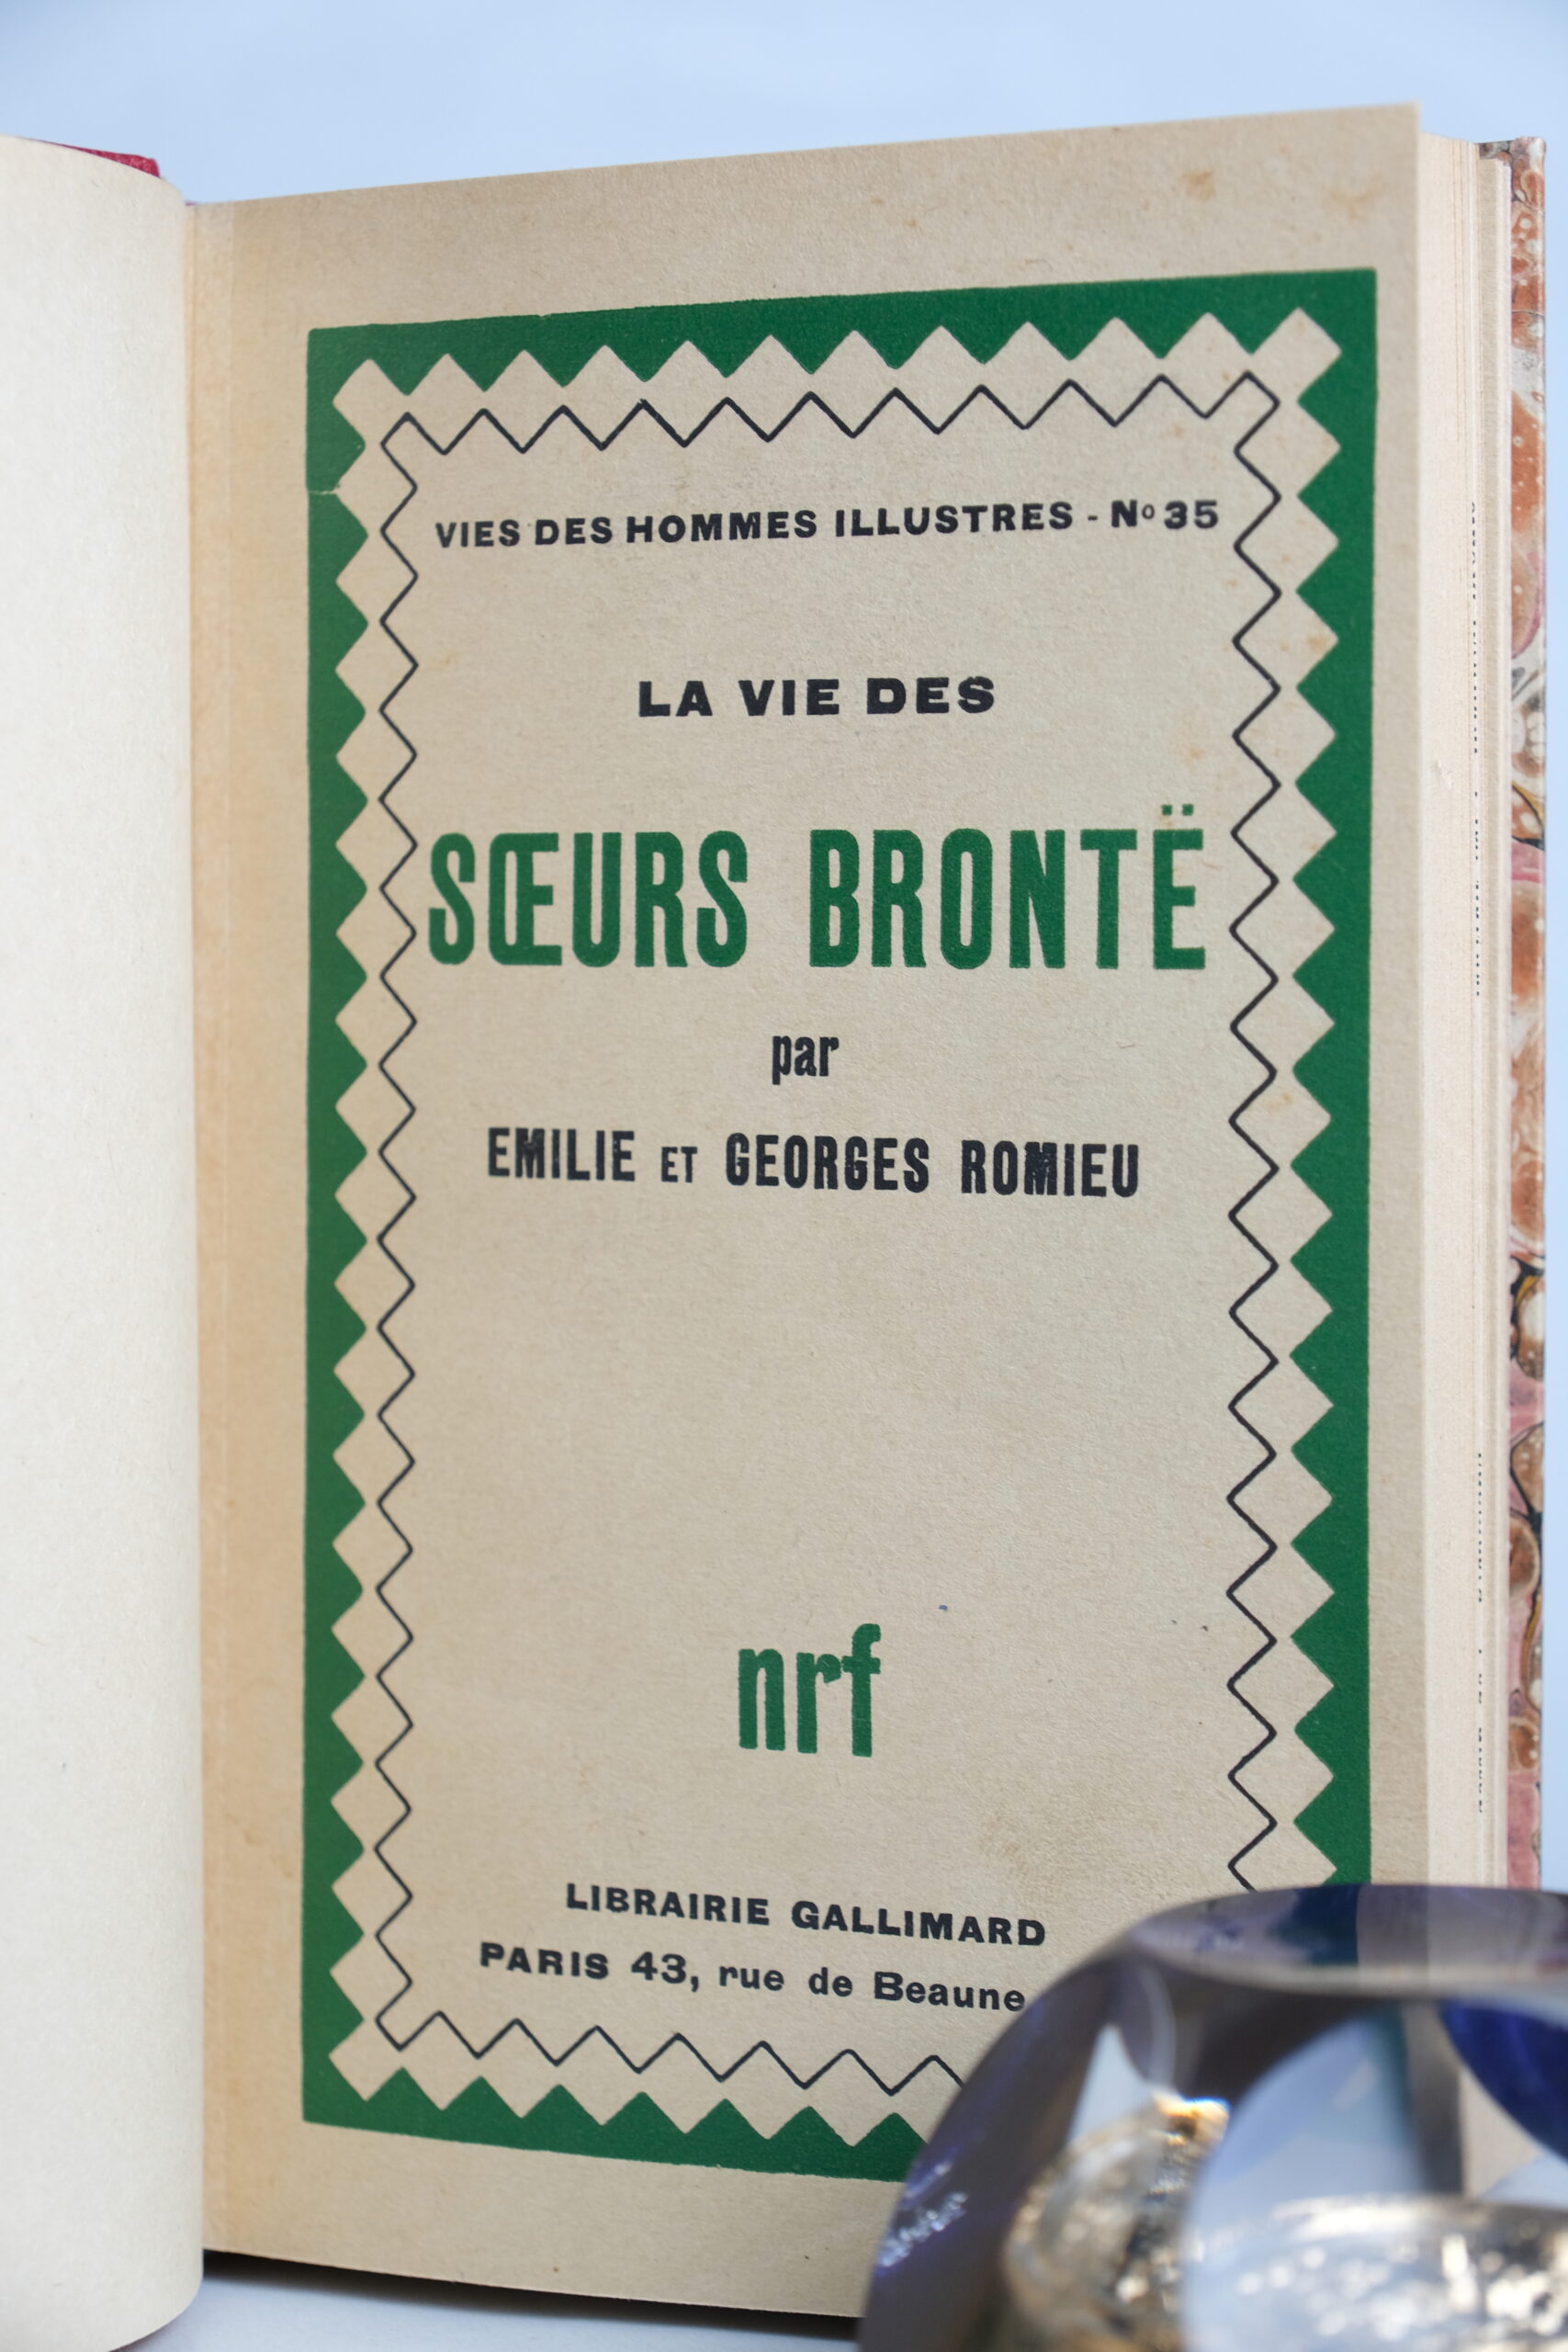 VIES DES HOMMES ILLUSTRES - Nº 35
LA VIE DES
SŒURS BRONTË
par
EMILIE ET GEORGES ROMIEU
nrf
LIBRAIRIE GALLIMARD
PARIS 43, rue de Beaune